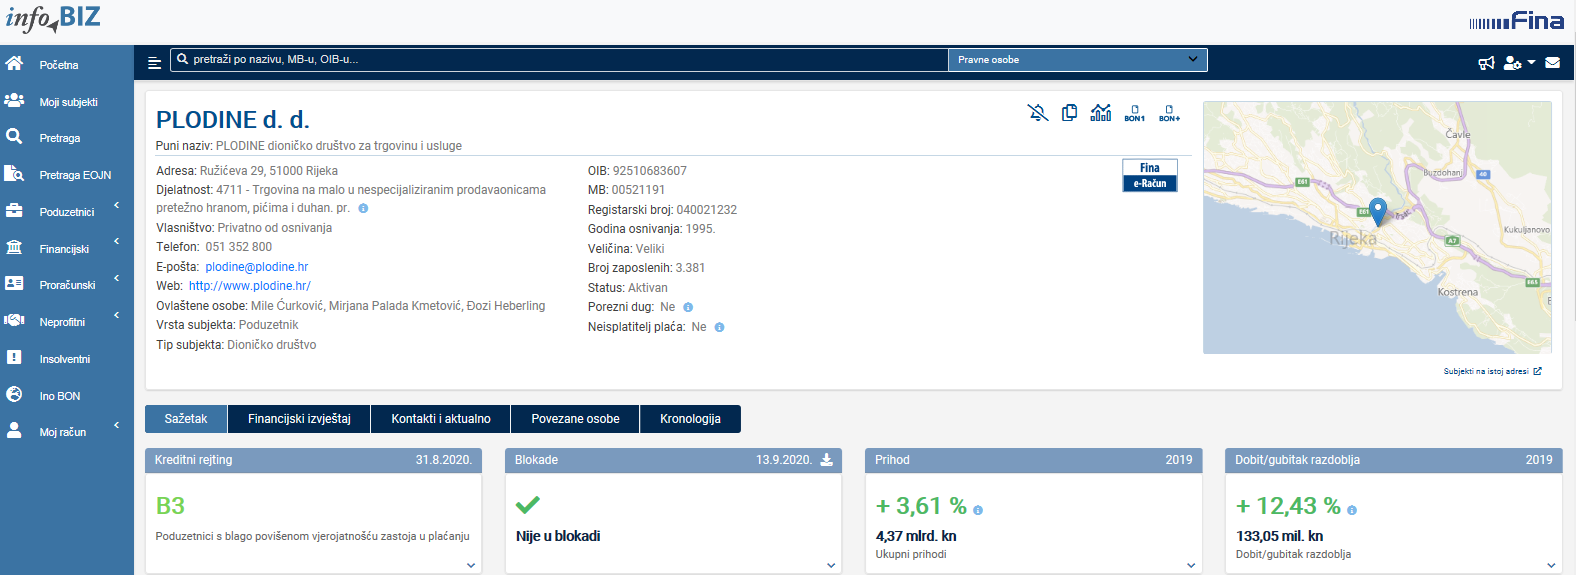 info.BIZ
Fina
Početna
Moji subjekti
Pretraga
Pretraga EOJN
Poduzetnici
Financijski
Proračunski
Neprofitni
Insolventni
Ino BON
Moj račun
pretraži po nazivu, MB-u, OIB-u...
Pravne osobe
PLODINE d. d.
BON1
BON+
Puni naziv: PLODINE dioničko društvo za trgovinu i usluge
Adresa: Ružićeva 29, 51000 Rijeka
Djelatnost: 4711 - Trgovina na malo u nespecijaliziranim prodavaonicama
pretežno hranom, pićima i duhan. pr.
Vlasništvo: Privatno od osnivanja
Telefon: 051 352 800
E-pošta: plodine@plodine.hr
Web: http://www.plodine.hr/
Ovlaštene osobe: Mile Ćurković, Mirjana Palada Kmetović, Đozi Heberling
Vrsta subjekta: Poduzetnik
Tip subjekta: Dioničko društvo
OIB: 92510683607
MB: 00521191
Registarski broj: 040021232
Godina osnivanja: 1995.
Veličina: Veliki
Broj zaposlenih: 3.381
Status: Aktivan
Porezni dug: Ne
Neisplatitelj plaća: Ne
Fina
e-Račun
Čavle
Buzdohanj
46
E61
E61
Rijeka
A7
Kukuljanovo
E65
Kostrena
Subjekti na istoj adresi
Sažetak
Financijski izvještaj
Kontakti i aktualno
Povezane osobe
Kronologija
Kreditni rejting 31.8.2020.
B3
Poduzetnici s blago povišenom vjerojatnošću zastoja u plaćanju
Blokade 13.9.2020.
Nije u blokadi
Prihod 2019
+ 3,61 %
4,37 mlrd. kn
Ukupni prihodi
Dobit/gubitak razdoblja 2019
+ 12,43 %
133,05 mil. kn
Dobit/gubitak razdoblja